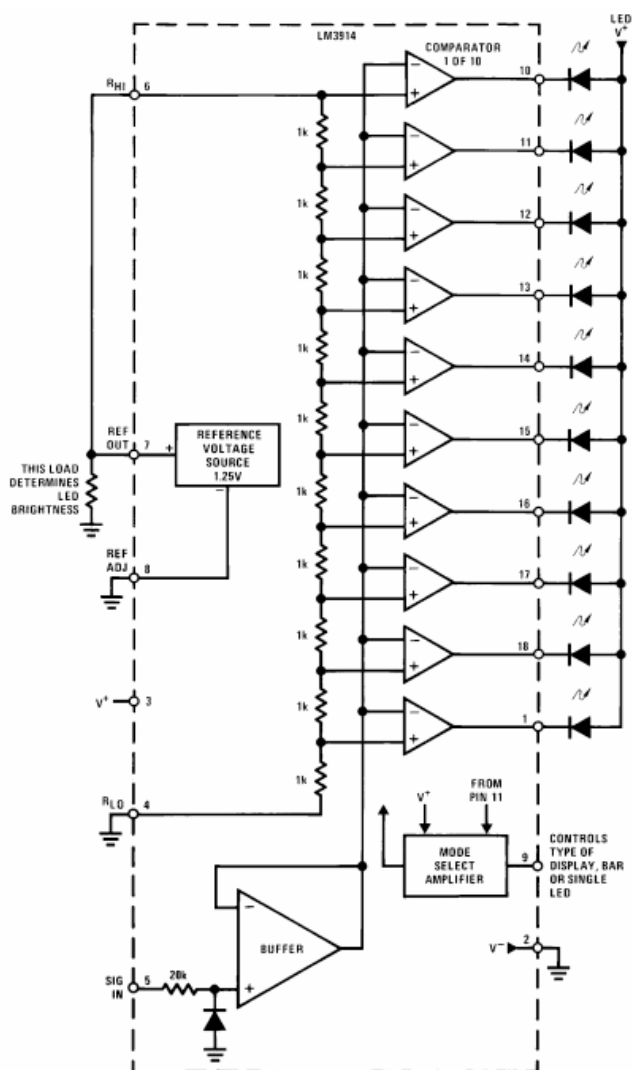 LM3914
LED
V+
COMPARATOR
1 OF 10
RHI
6
10
1k
11
1k
12
1k
13
1k
14
1k
15
1k
16
1k
17
1k
18
1k
1
1k
REF
OUT
7
+
REFERENCE
VOLTAGE
SOURCE
1.25V
−
THIS LOAD
DETERMINES
LED
BRIGHTNESS
REF
ADJ
8
V+
3
RLO
4
V+
FROM
PIN 11
MODE
SELECT
AMPLIFIER
9
CONTROLS
TYPE OF
DISPLAY, BAR
OR SINGLE
LED
−
BUFFER
+
V−
2
SIG
IN
5
20k